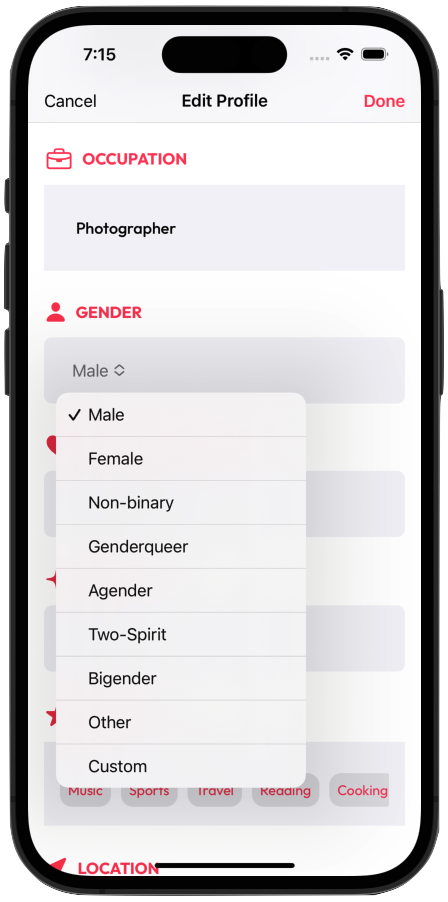 7:15
Cancel Edit Profile Done
OCCUPATION
Photographer
GENDER
Male
Male
Female
Non-binary
Genderqueer
Agender
Two-Spirit
Bigender
Other
Custom
Music Sports Travel Reading Cooking
LOCATION